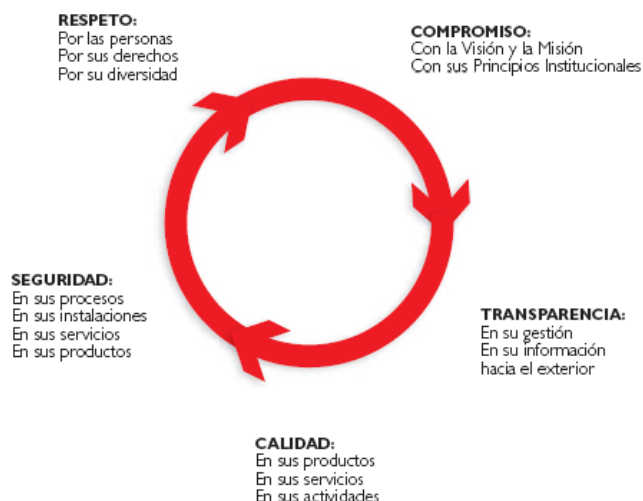 RESPETO:
Por las personas
Por sus derechos
Por su diversidad
COMPROMISO:
Con la Visión y la Misión
Con sus Principios Institucionales
SEGURIDAD:
En sus procesos
En sus instalaciones
En sus servicios
En sus productos
TRANSPARENCIA:
En su gestión
En su información
hacia el exterior
CALIDAD:
En sus productos
En sus servicios
En sus actividades